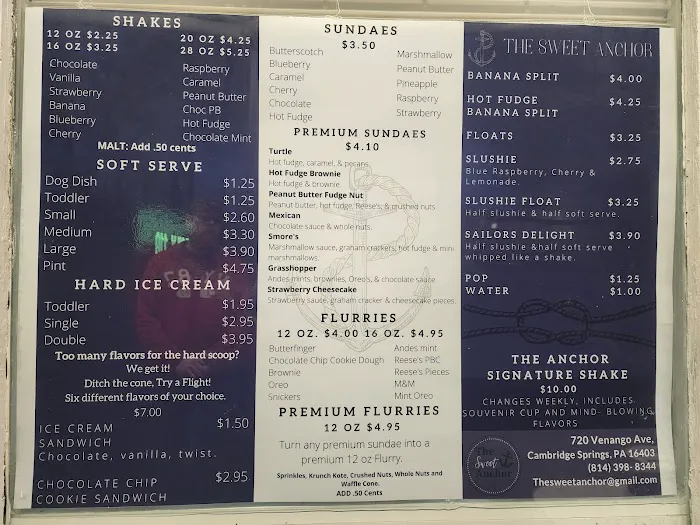 SHAKES
12 OZ $2.25
20 OZ $4.25
16 OZ $3.25
28 OZ $5.25
Chocolate
Vanilla
Strawberry
Banana
Blueberry
Cherry
Raspberry
Caramel
Peanut Butter
Choc PB
Hot Fudge
Chocolate Mint
MALT: Add .50 cents
SOFT SERVE
Dog Dish $1.25
Toddler $1.25
Small $2.60
Medium $3.30
Large $3.90
Pint $4.75
HARD ICE CREAM
Toddler $1.95
Single $2.95
Double $3.95
Too many flavors for the hard scoop?
We get it!
Ditch the cone, Try a Flight!
Six different flavors of your choice.
$7.00
ICE CREAM SANDWICH $1.50
Chocolate, vanilla, twist.
CHOCOLATE CHIP COOKIE SANDWICH $2.95
SUNDAES
$3.50
Butterscotch
Blueberry
Caramel
Cherry
Chocolate
Hot Fudge
Marshmallow
Peanut Butter
Pineapple
Raspberry
Strawberry
PREMIUM SUNDAES
$4.10
Turtle
Hot fudge, caramel, & pecans
Hot Fudge Brownie
Hot fudge & brownie
Peanut Butter Fudge Nut
Peanut butter, hot fudge, Reese's, & crushed nuts
Mexican
Chocolate sauce & whole nuts.
Smore's
Marshmallow sauce, graham crackers, hot fudge & mini
marshmallows.
Grasshopper
Andes mints, brownies, Oreo's, & chocolate sauce
Strawberry Cheesecake
Strawberry sauce, graham cracker & cheesecake pieces.
FLURRIES
12 OZ. $4.00 16 OZ. $4.95
Butterfinger
Chocolate Chip Cookie Dough
Brownie
Oreo
Snickers
Andes mint
Reese's PBC
Reese's Pieces
M&M
Mint Oreo
PREMIUM FLURRIES
12 OZ $4.95
Turn any premium sundae into a
premium 12 oz Flurry.
Sprinkles, Krunch Kote, Crushed Nuts, Whole Nuts and
Waffle Cone.
ADD .50 Cents
THE SWEET ANCHOR
BANANA SPLIT $4.00
HOT FUDGE $4.25
BANANA SPLIT
FLOATS $3.25
SLUSHIE $2.75
Blue Raspberry, Cherry &
Lemonade.
SLUSHIE FLOAT $3.25
Half slushie & half soft serve.
SAILORS DELIGHT $3.90
Half slushie &half soft serve
whipped like a shake.
POP $1.25
WATER $1.00
THE ANCHOR
SIGNATURE SHAKE
$10.00
CHANGES WEEKLY, INCLUDES
SOUVENIR CUP AND MIND- BLOWING
FLAVORS
The
Sweet
Anchor
720 Venango Ave,
Cambridge Springs, PA 16403
(814) 398- 8344
Thesweetanchor@gmail.com